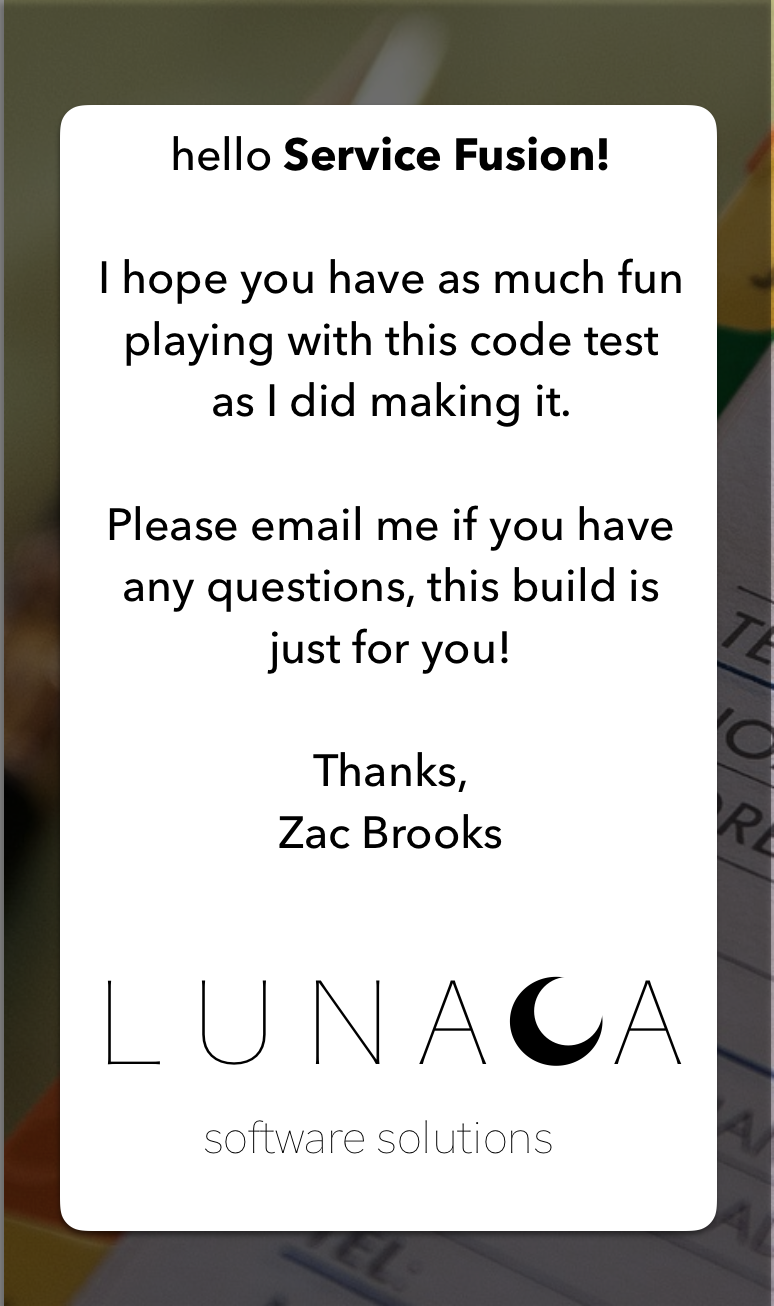 hello Service Fusion!
I hope you have as much fun
playing with this code test
as I did making it.
Please email me if you have
any questions, this build is
just for you!
Thanks,
Zac Brooks
LUNACA
software solutions
TEL: